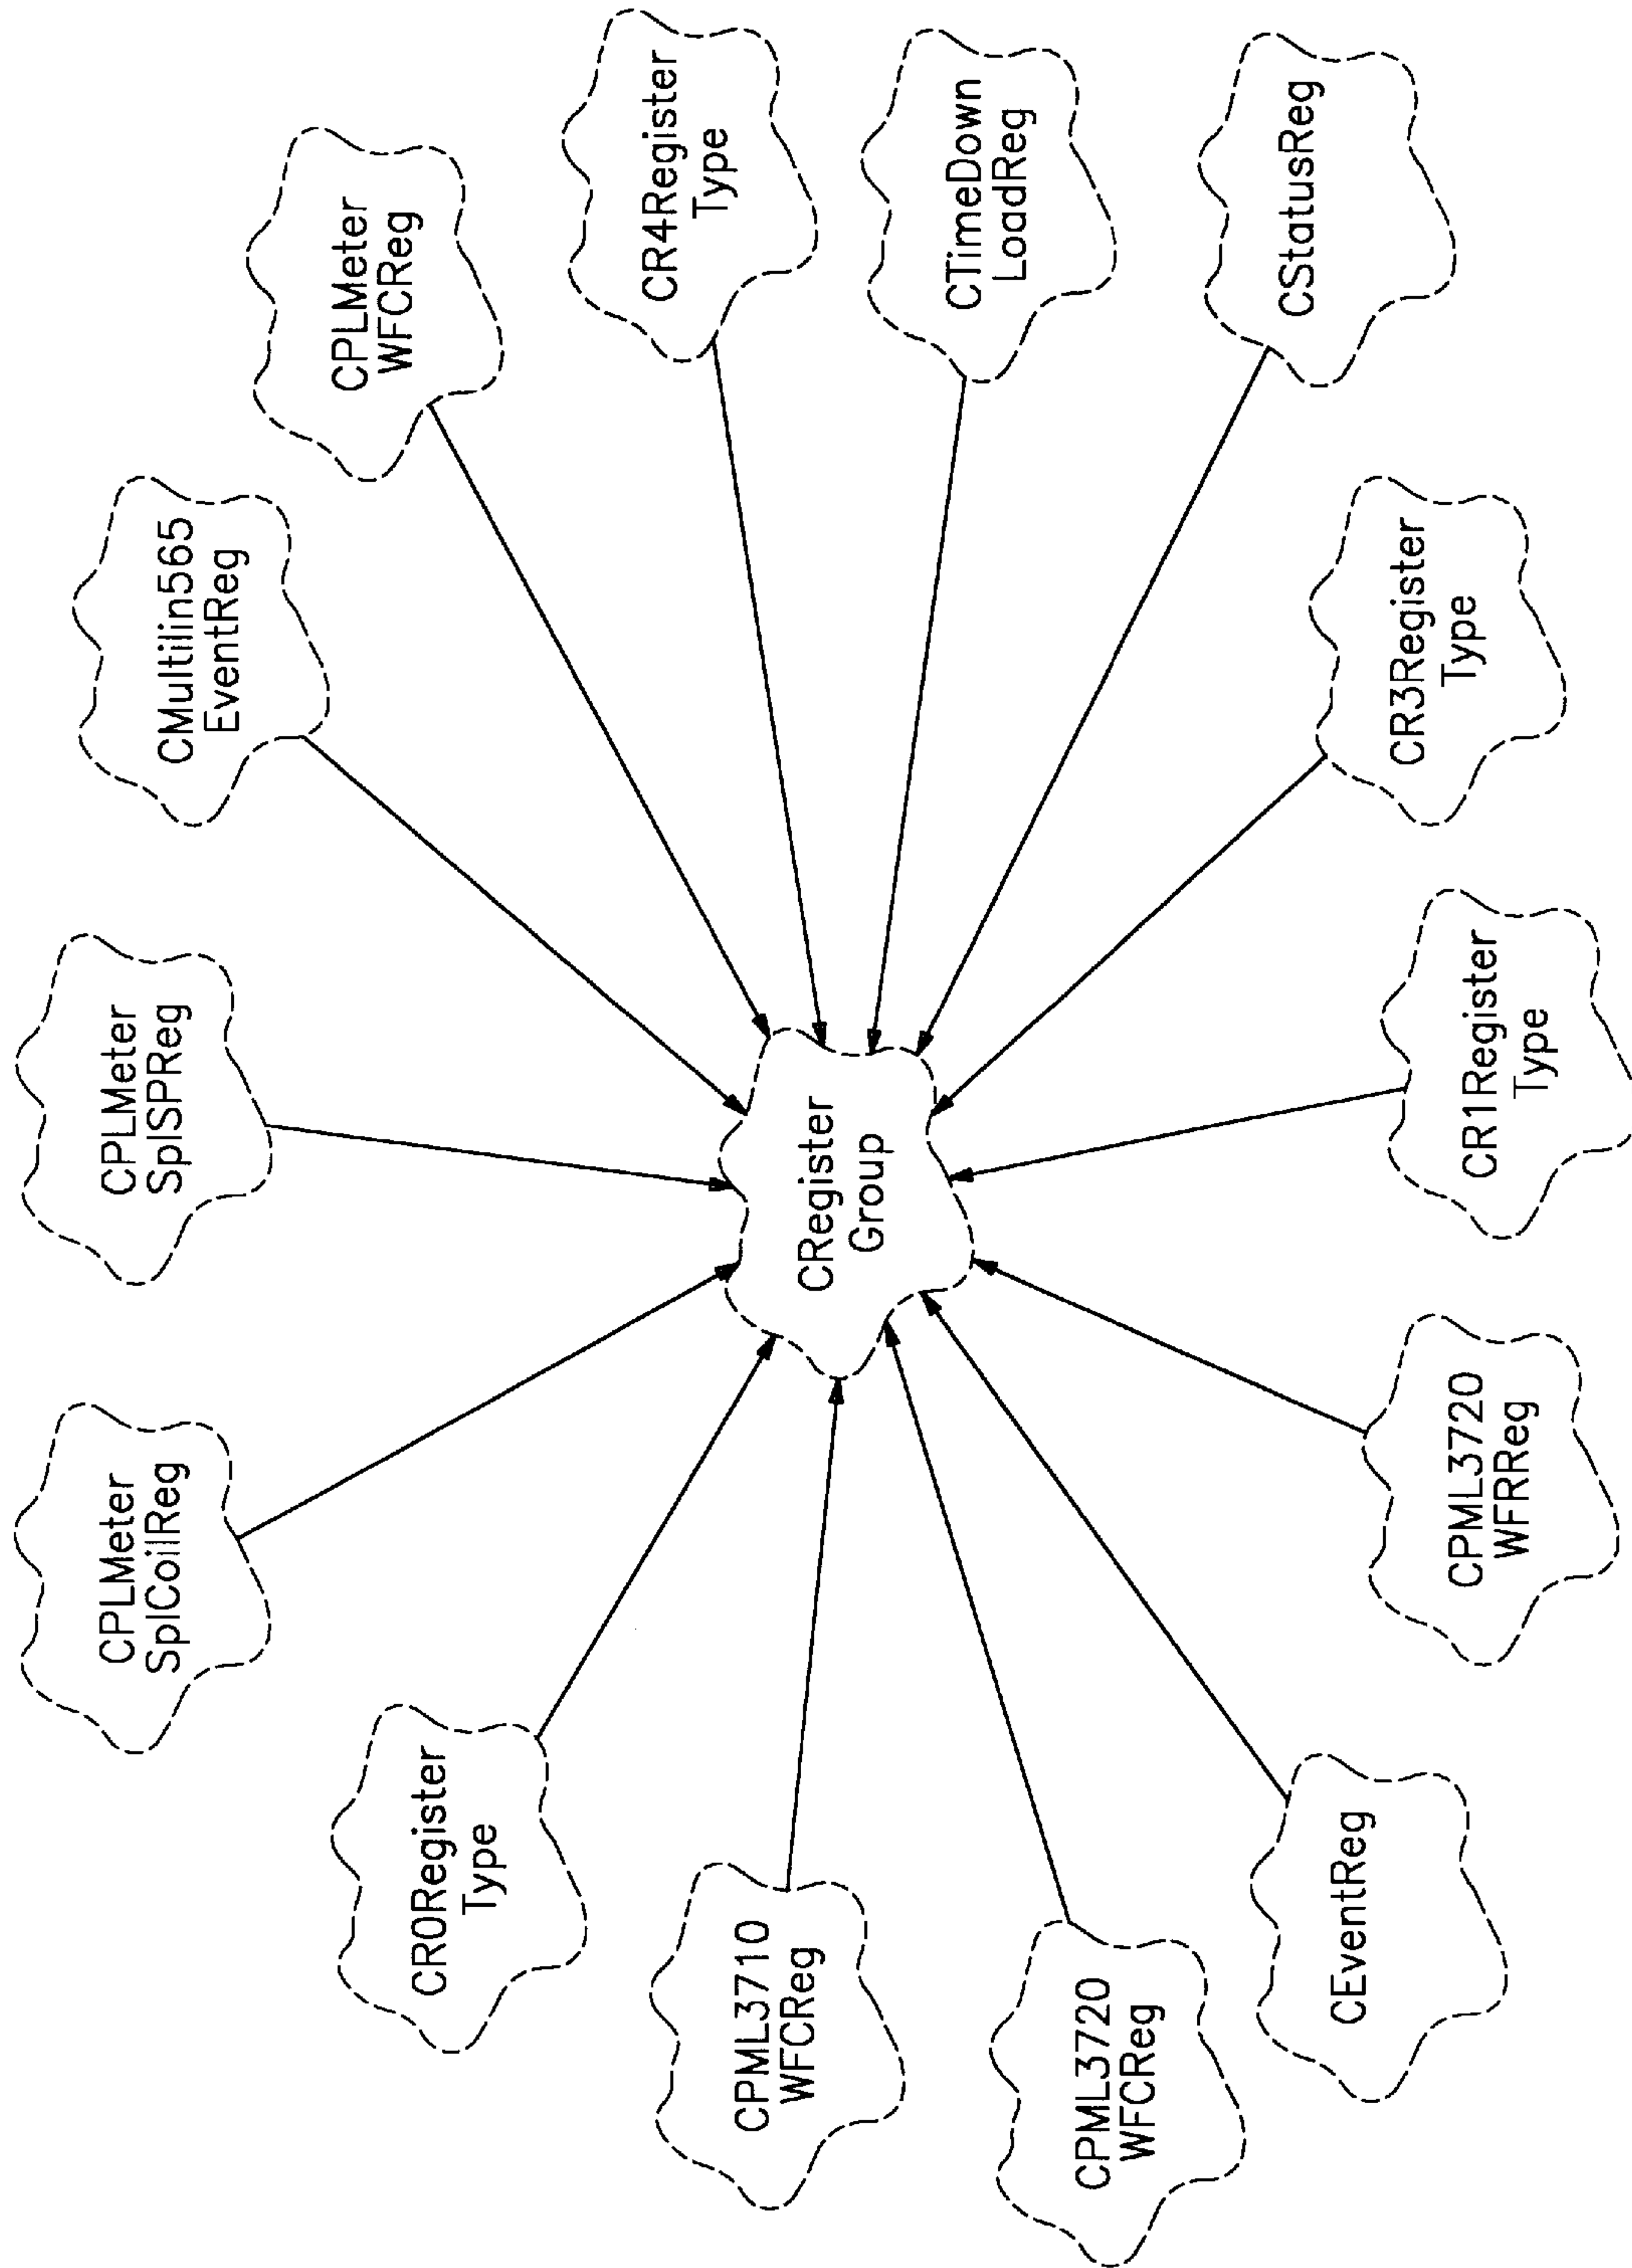 CPLMeter
SplCoilReg
CPLMeter
SplSPReg
CMultilin565
EventReg
CPLMeter
WFCReg
CR0Register
Type
CR4Register
Type
CPML3710
WFCReg
CRegister
Group
CTimeDown
LoadReg
CPML3720
WFCReg
CStatusReg
CEventReg
CR3Register
Type
CPML3720
WFRReg
CR1Register
Type